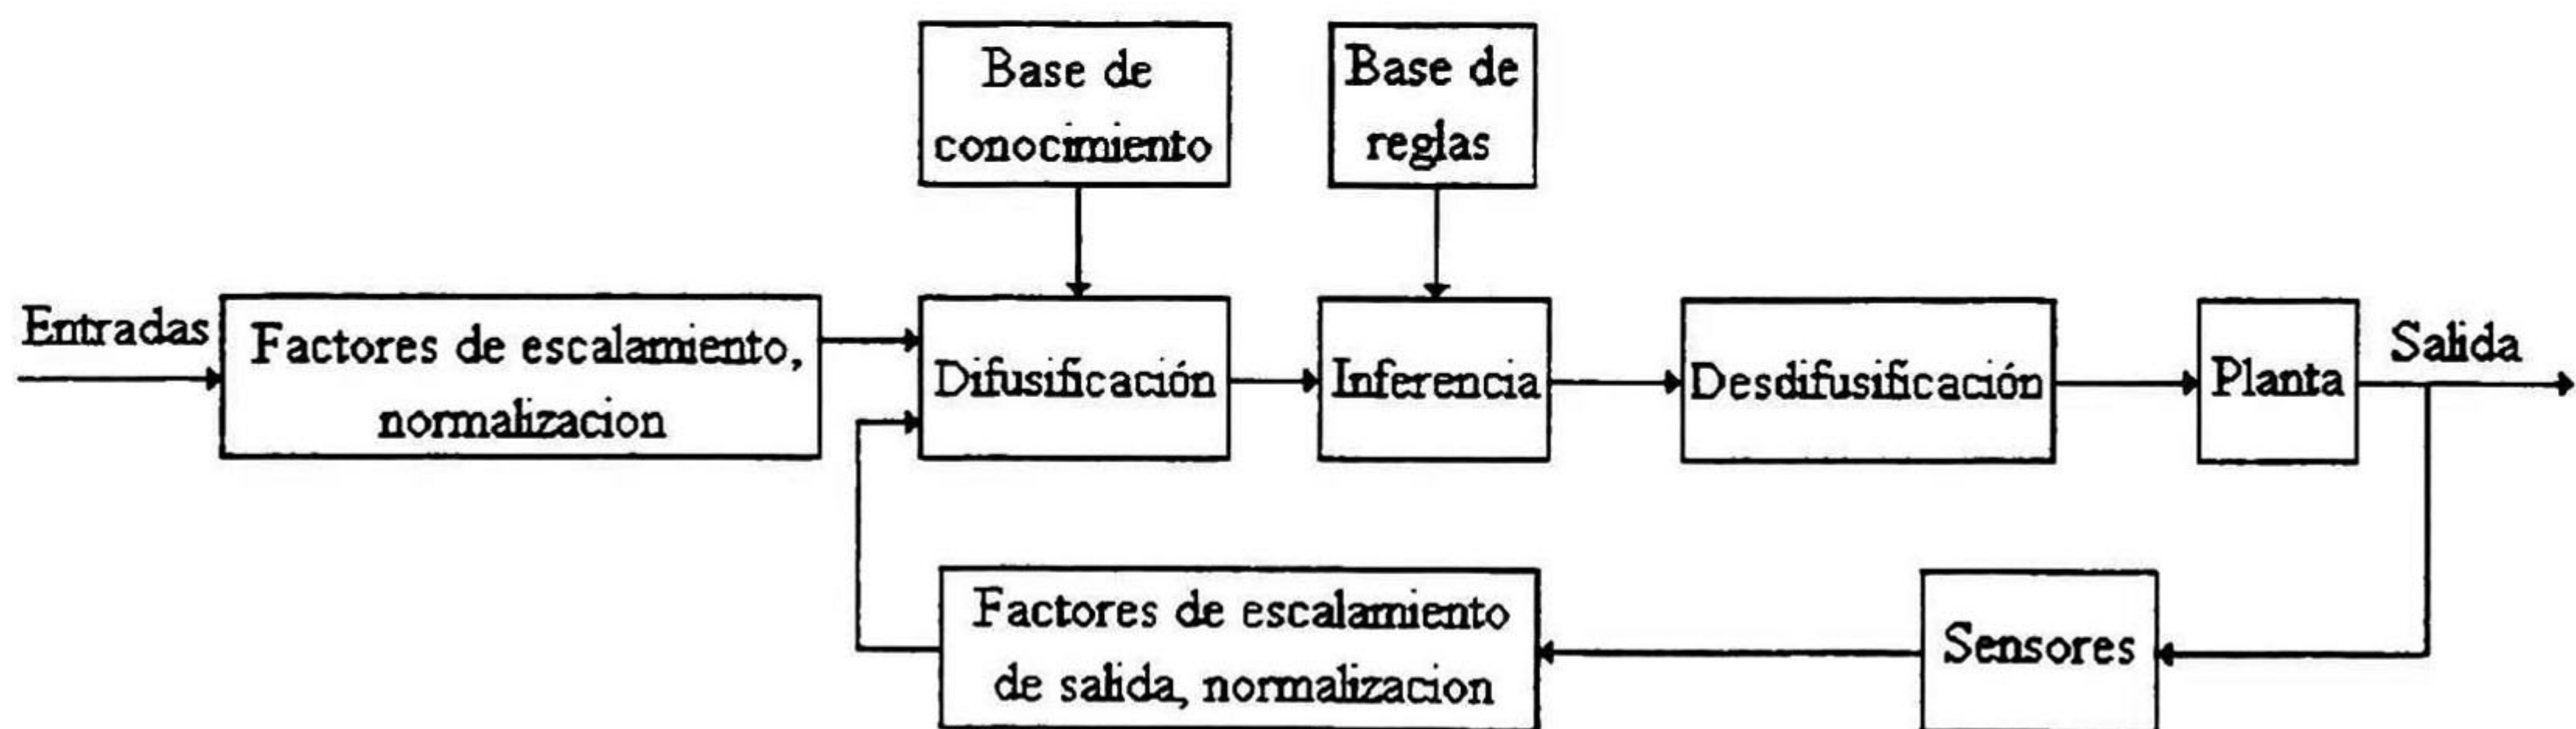 Base de
conocimiento
Base de
reglas
Entradas
Factores de escalamiento,
normalizacion
Difusificación
Inferencia
Desdifusificación
Planta
Salida
Factores de escalamiento
de salida, normalizacion
Sensores